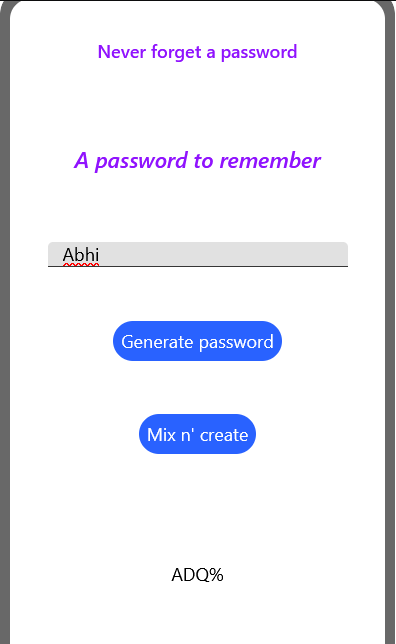 Never forget a password
A password to remember
Abhi
Generate password
Mix n' create
ADQ%